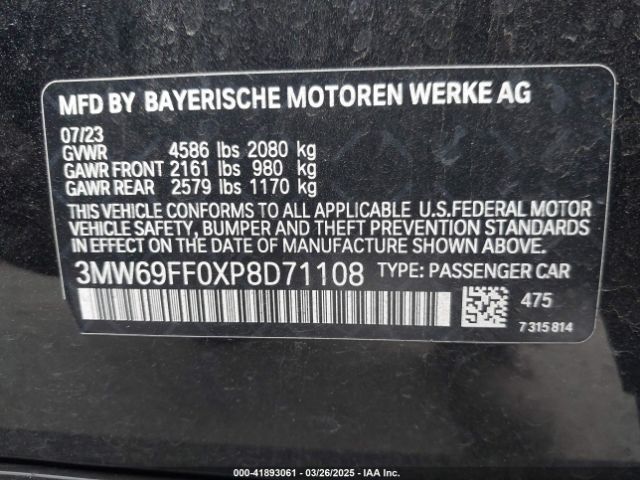 MFD BY BAYERISCHE MOTOREN WERKE AG
07/23
GVWR 4586 lbs 2080 kg
GAWR FRONT 2161 lbs 980 kg
GAWR REAR 2579 lbs 1170 kg
THIS VEHICLE CONFORMS TO ALL APPLICABLE U.S.FEDERAL MOTOR
VEHICLE SAFETY, BUMPER AND THEFT PREVENTION STANDARDS
IN EFFECT ON THE DATE OF MANUFACTURE SHOWN ABOVE.
3MW69FF0XP8D71108 TYPE: PASSENGER CAR
475
7 315 814
000-41893061 | 03/26/2025 | IAA Inc.